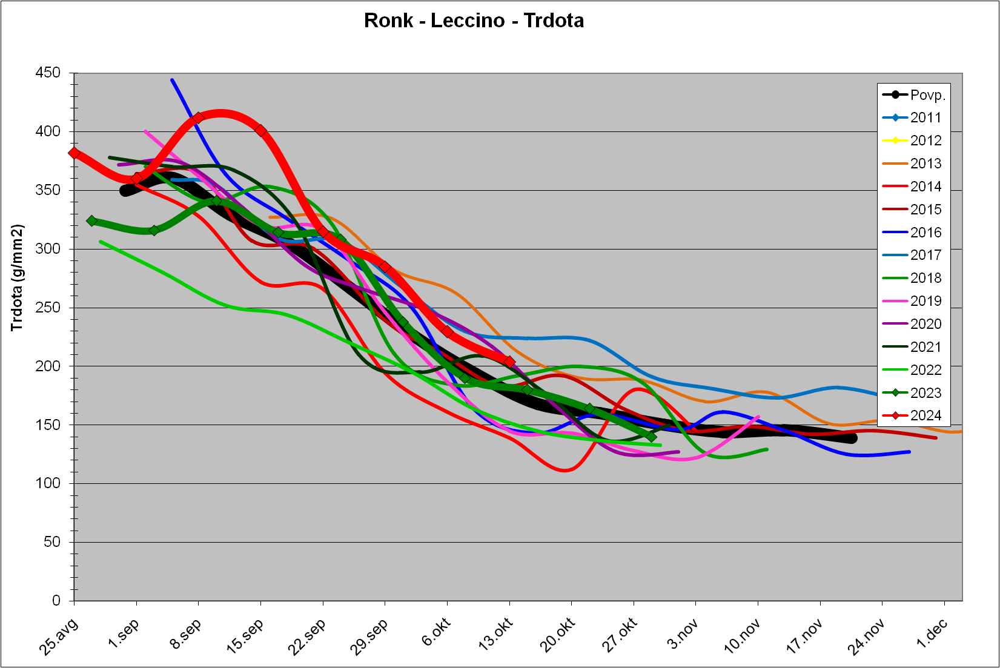 Ronk - Leccino - Trdota
Trdota (g/mm2)
450
400
350
300
250
200
150
100
50
0
25.avg
1.sep
8.sep
15.sep
22.sep
29.sep
6.okt
13.okt
20.okt
27.okt
3.nov
10.nov
17.nov
24.nov
1.dec
Povp.
2011
2012
2013
2014
2015
2016
2017
2018
2019
2020
2021
2022
2023
2024